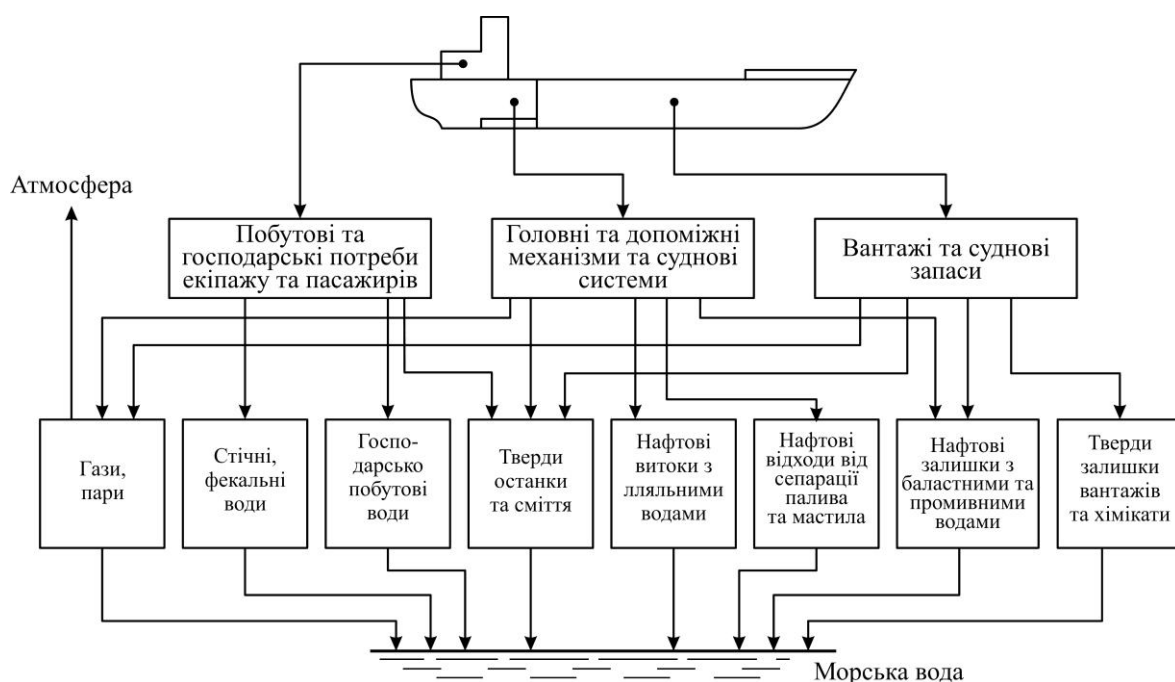 Атмосфера
Побутові та
господарські потреби
екіпажу та пасажирів
Головні та допоміжні
механізми та суднові
системи
Вантажі та суднові
запаси
Гази,
пари
Стічні,
фекальні
води
Госпо-
дарсько
побутові
води
Тверди
останки
та сміття
Нафтові
витоки з
лляльними
водами
Нафтові
відходи від
сепарації
палива
та мастила
Нафтові
залишки з
баластними та
промивними
водами
Тверди
залишки
вантажів
та хімікати
Морська вода